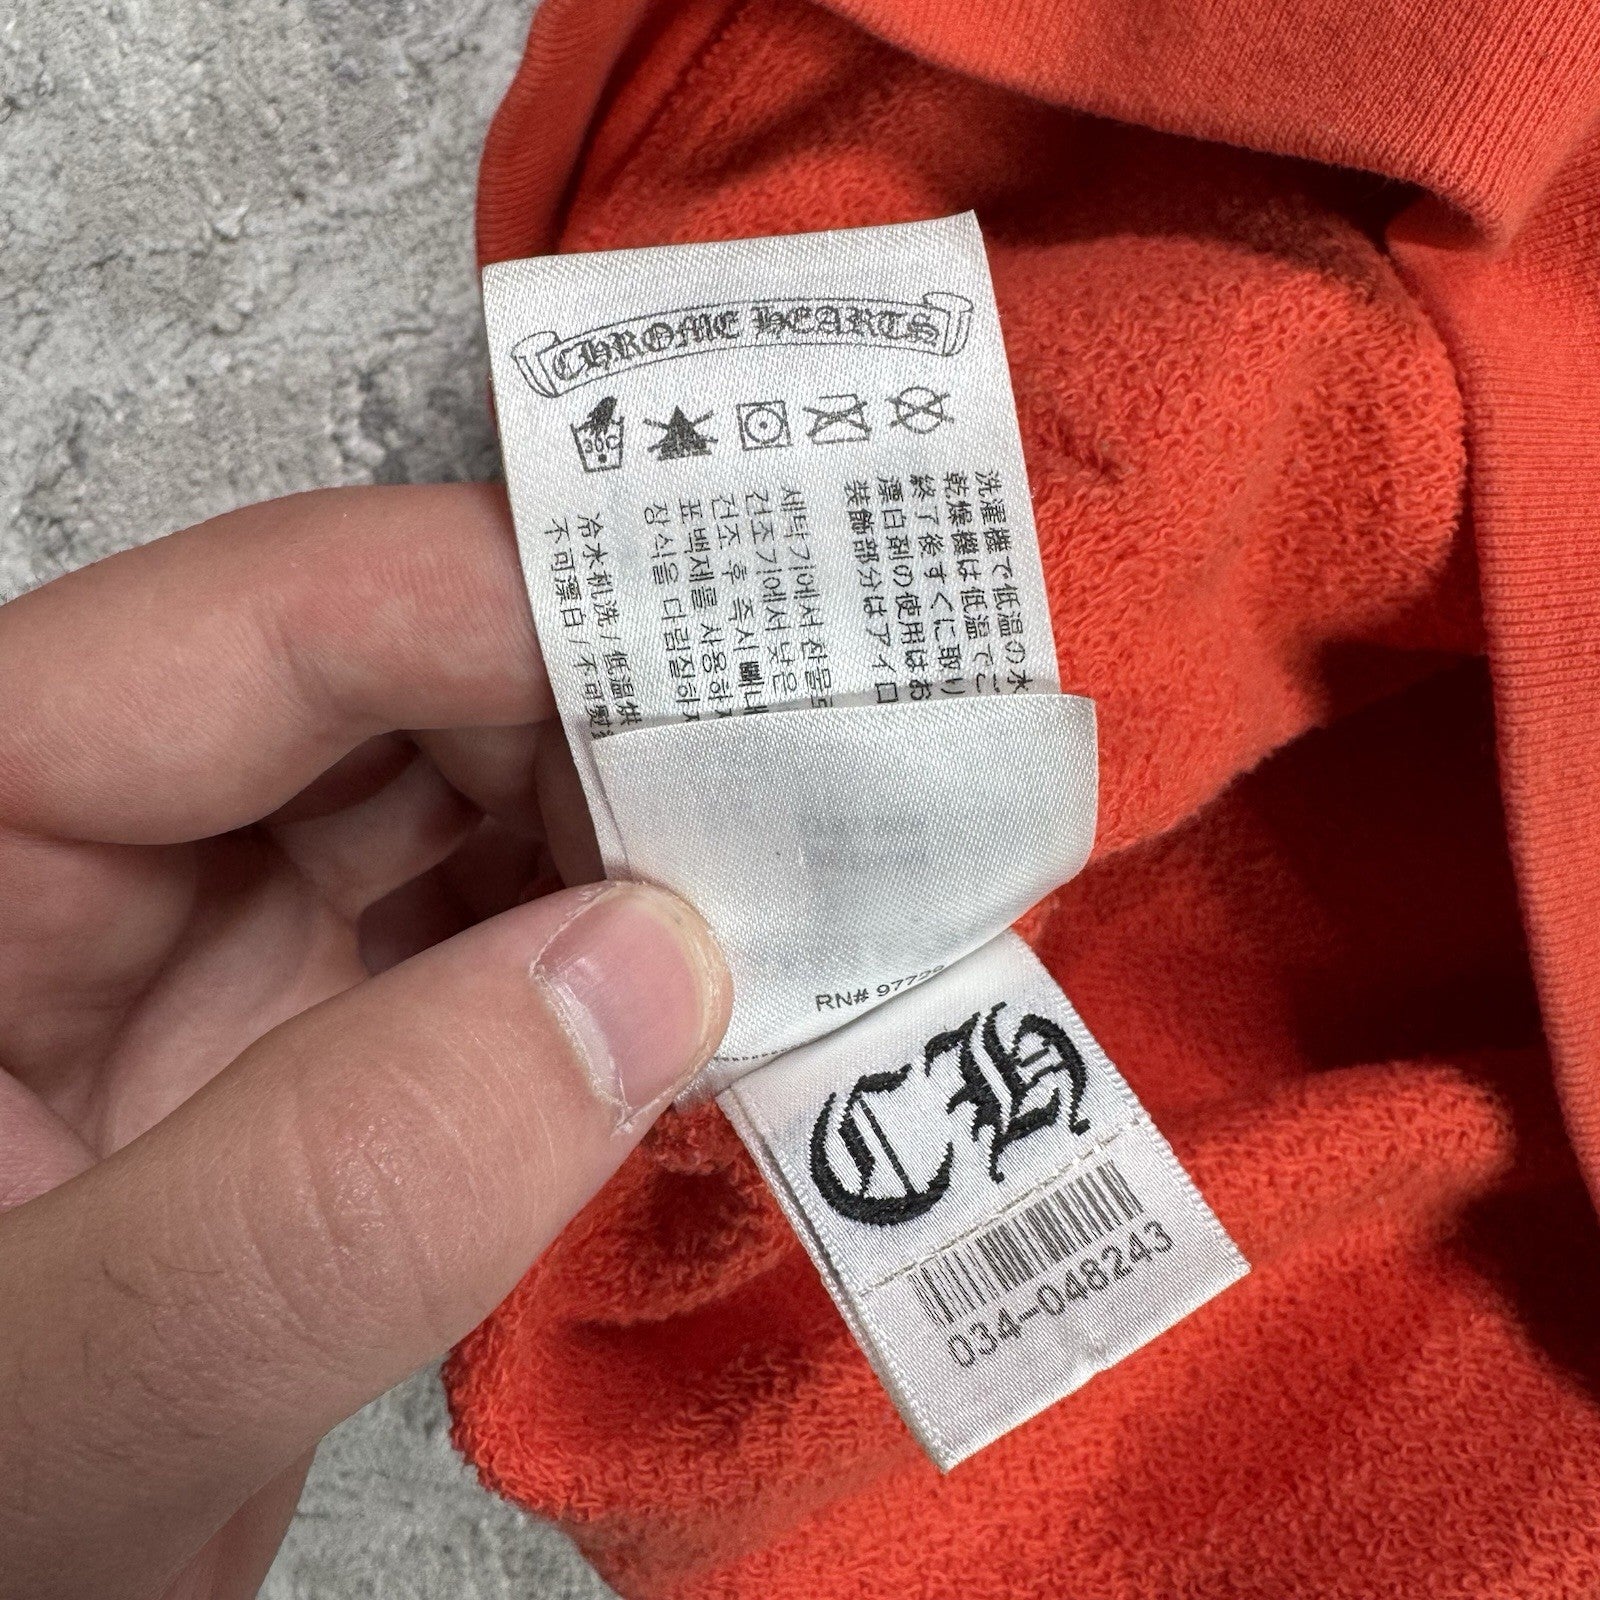 CHROME HEARTS
洗濯機で低温の水
乾燥機は低温でご
終了後すぐに取り
漂白剤の使用はお
装飾部分はアイロ
세탁기에서 찬물로
건조기에서 낮은
건조 후 즉시 빼내
표백제를 사용하지
장식을 다림질하지
冷水机洗/低温烘
不可漂白/不可熨
RN# 97729
CH
034-048243